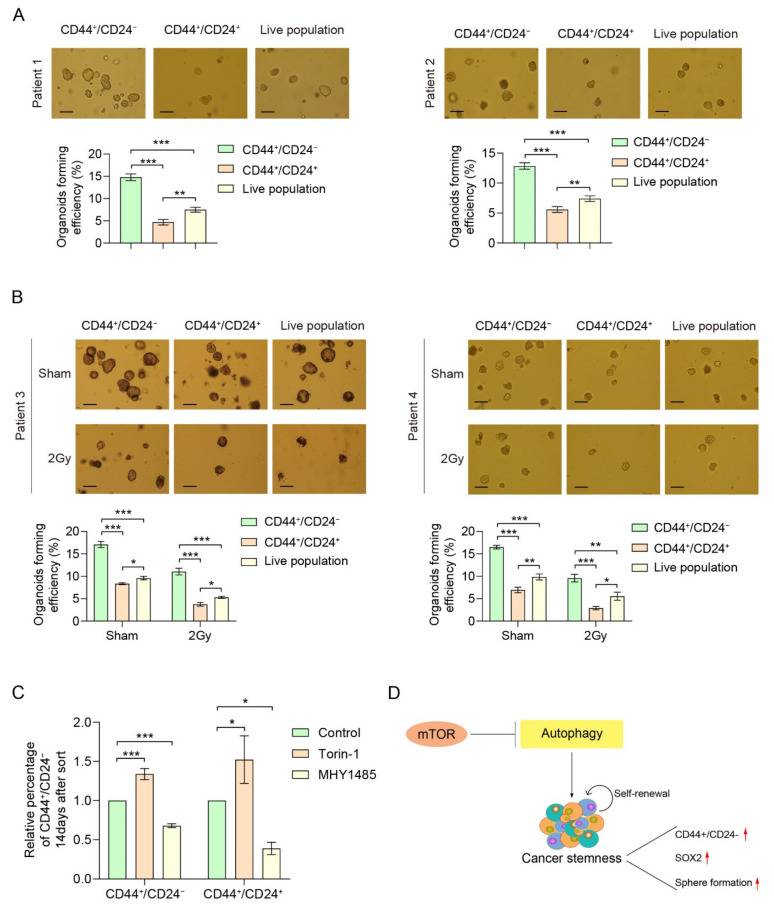 A
CD44⁺/CD24⁻ CD44⁺/CD24⁺ Live population
Patient 1
Organoids forming
efficiency (%)
20
15
10
5
0
***
***
**
CD44⁺/CD24⁻
CD44⁺/CD24⁺
Live population
CD44⁺/CD24⁻ CD44⁺/CD24⁺ Live population
Patient 2
Organoids forming
efficiency (%)
15
10
5
0
***
***
**
CD44⁺/CD24⁻
CD44⁺/CD24⁺
Live population
B
CD44⁺/CD24⁻ CD44⁺/CD24⁺ Live population
Patient 3
Sham
2Gy
Organoids forming
efficiency (%)
20
15
10
5
0
***
***
*
***
***
*
Sham 2Gy
CD44⁺/CD24⁻
CD44⁺/CD24⁺
Live population
CD44⁺/CD24⁻ CD44⁺/CD24⁺ Live population
Patient 4
Sham
2Gy
Organoids forming
efficiency (%)
20
15
10
5
0
***
***
**
**
***
*
Sham 2Gy
CD44⁺/CD24⁻
CD44⁺/CD24⁺
Live population
C
Relative percentage
of CD44⁺/CD24⁻
14days after sort
2.0
1.5
1.0
0.5
0.0
***
***
*
*
CD44⁺/CD24⁻ CD44⁺/CD24⁺
Control
Torin-1
MHY1485
D
mTOR
Autophagy
Self-renewal
Cancer stemness
CD44+/CD24-
SOX2
Sphere formation